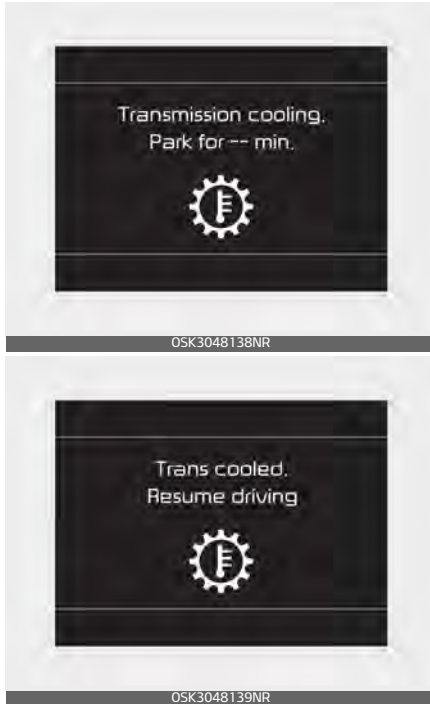 Transmission cooling.
Park for -- min.
OSK3048138NR
Trans cooled.
Resume driving
OSK3048139NR